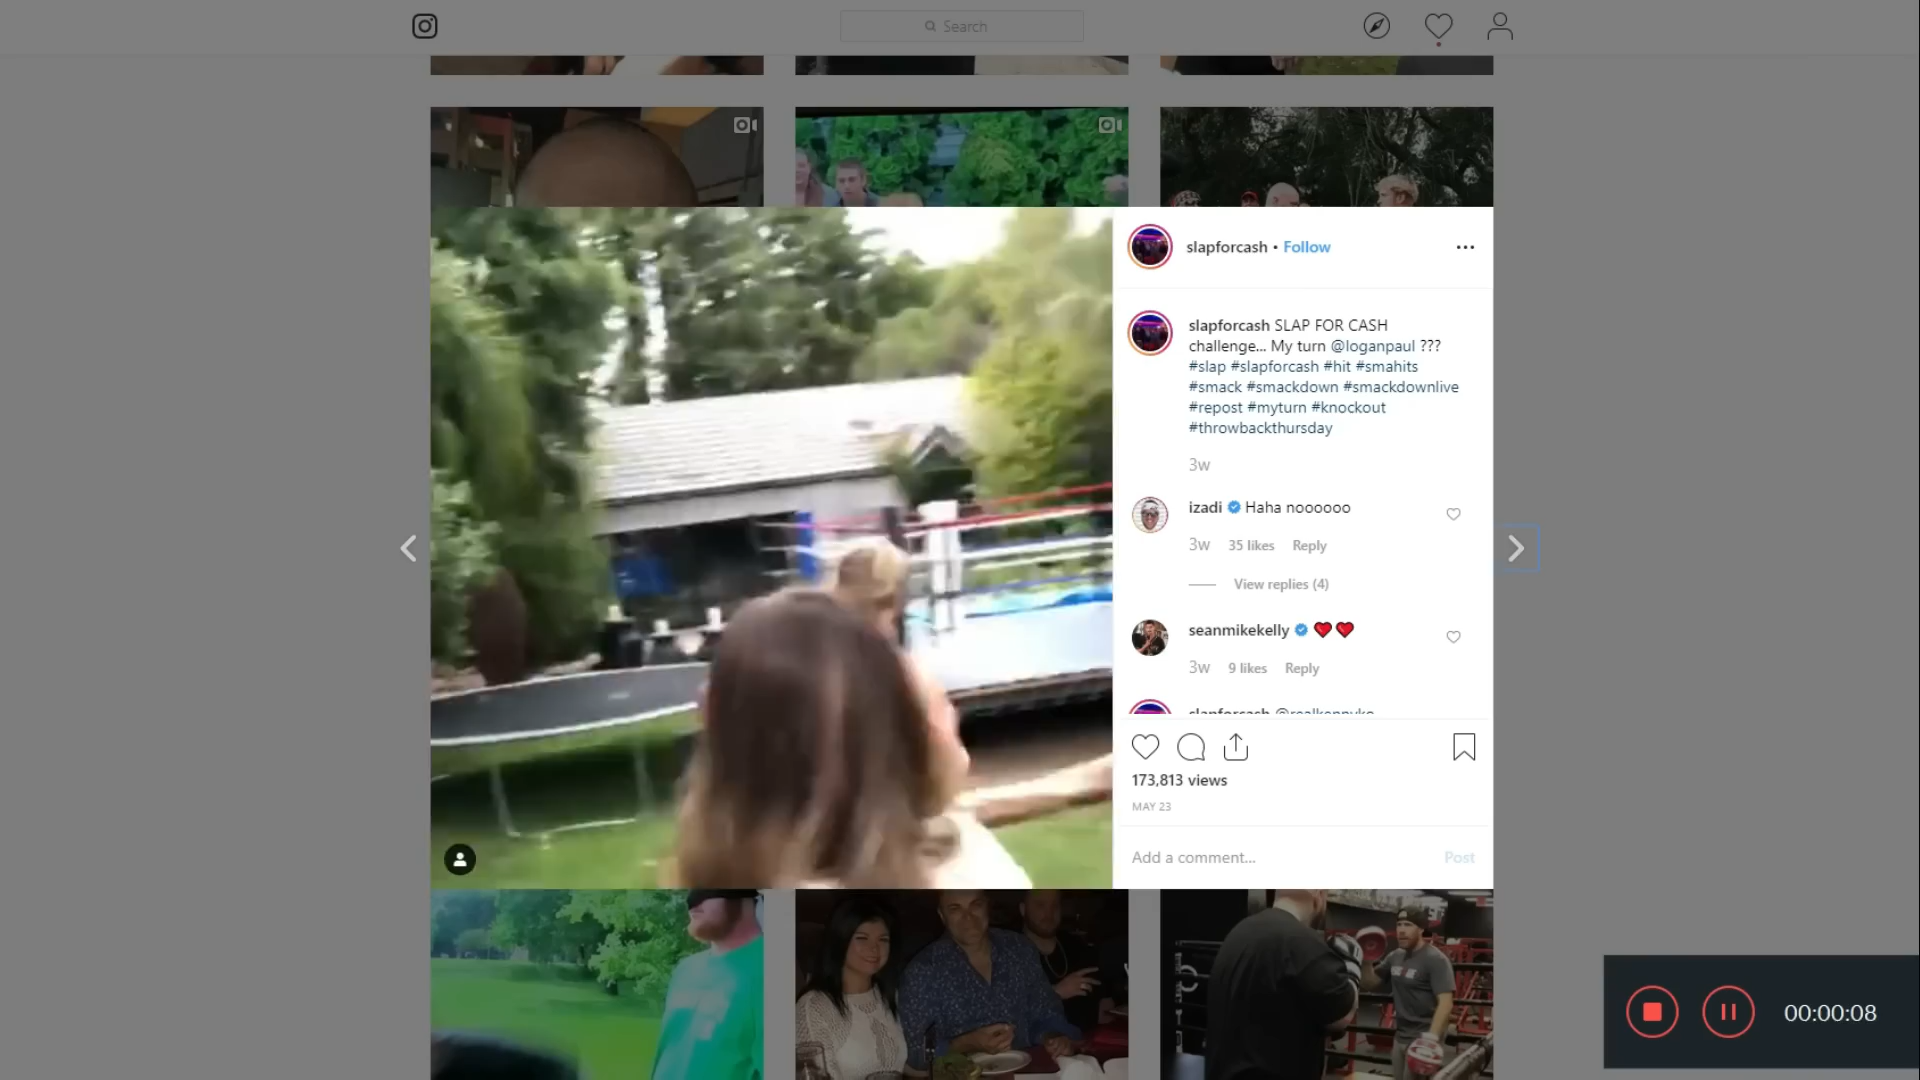 Search
slapforcash • Follow
slapforcash SLAP FOR CASH
challenge... My turn @loganpaul ???
#slap #slapforcash #hit #smahits
#smack #smackdown #smackdownlive
#repost #myturn #knockout
#throwbackthursday
3w
izadi Haha noooooo
3w 35 likes Reply
View replies (4)
seanmikekelly
3w 9 likes Reply
slapforcash @realkennyko
173,813 views
MAY 23
Add a comment... Post
00:00:08